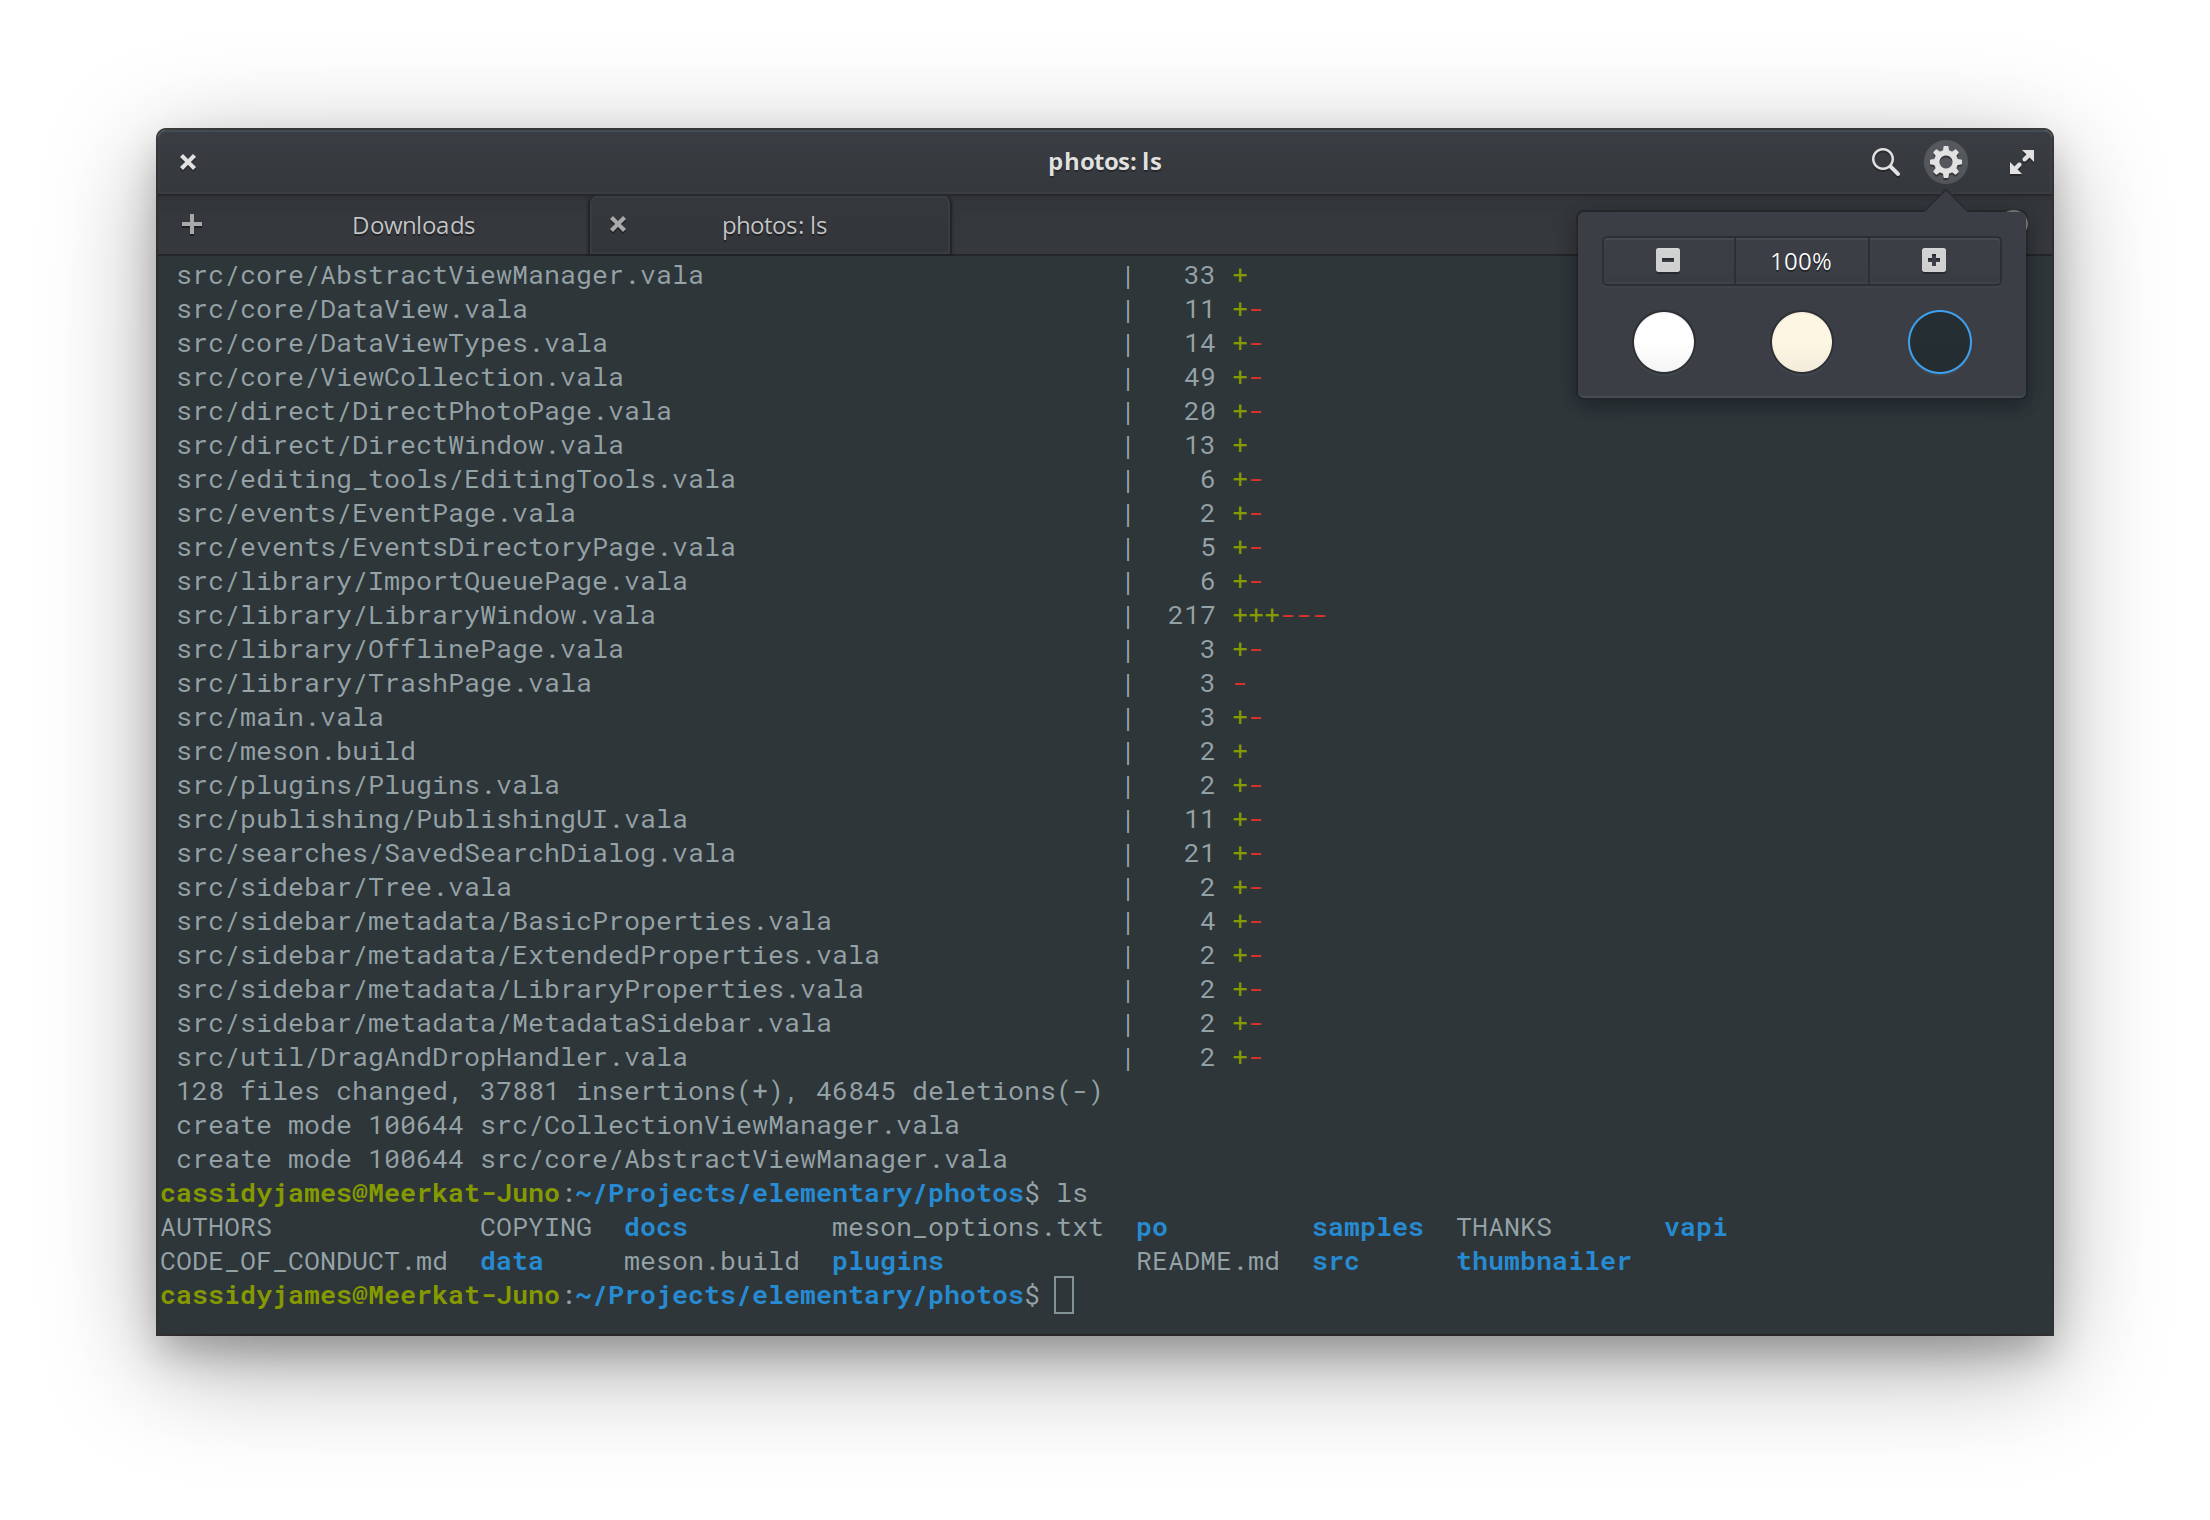 photos: ls
Downloads
photos: ls
100%
src/core/AbstractViewManager.vala | 33 +
src/core/DataView.vala | 11 +-
src/core/DataViewTypes.vala | 14 +-
src/core/ViewCollection.vala | 49 +-
src/direct/DirectPhotoPage.vala | 20 +-
src/direct/DirectWindow.vala | 13 +
src/editing_tools/EditingTools.vala | 6 +-
src/events/EventPage.vala | 2 +-
src/events/EventsDirectoryPage.vala | 5 +-
src/library/ImportQueuePage.vala | 6 +-
src/library/LibraryWindow.vala | 217 +++---
src/library/OfflinePage.vala | 3 +-
src/library/TrashPage.vala | 3 -
src/main.vala | 3 +-
src/meson.build | 2 +
src/plugins/Plugins.vala | 2 +-
src/publishing/PublishingUI.vala | 11 +-
src/searches/SavedSearchDialog.vala | 21 +-
src/sidebar/Tree.vala | 2 +-
src/sidebar/metadata/BasicProperties.vala | 4 +-
src/sidebar/metadata/ExtendedProperties.vala | 2 +-
src/sidebar/metadata/LibraryProperties.vala | 2 +-
src/sidebar/metadata/MetadataSidebar.vala | 2 +-
src/util/DragAndDropHandler.vala | 2 +-
128 files changed, 37881 insertions(+), 46845 deletions(-)
create mode 100644 src/CollectionViewManager.vala
create mode 100644 src/core/AbstractViewManager.vala
cassidyjames@Meerkat-Juno:~/Projects/elementary/photos$ ls
AUTHORS COPYING docs meson_options.txt po samples THANKS vapi
CODE_OF_CONDUCT.md data meson.build plugins README.md src thumbnailer
cassidyjames@Meerkat-Juno:~/Projects/elementary/photos$